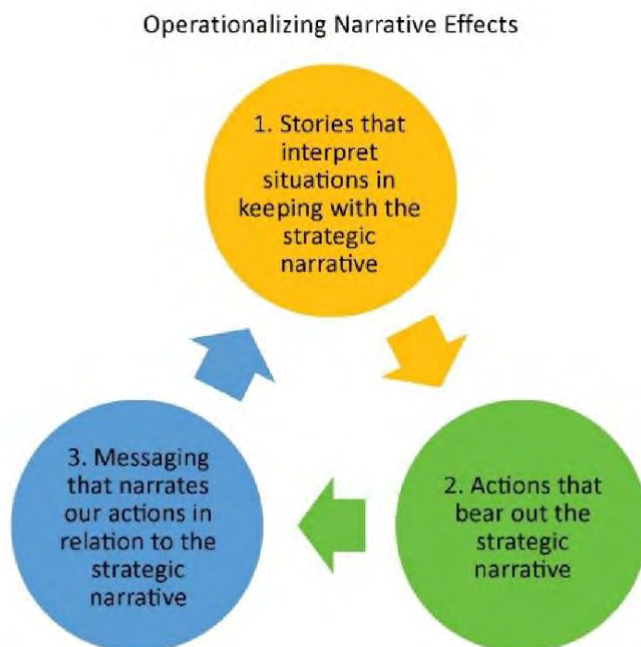 Operationalizing Narrative Effects
1. Stories that
interpret
situations in
keeping with the
strategic
narrative
2. Actions that
bear out the
strategic
narrative
3. Messaging
that narrates
our actions in
relation to the
strategic
narrative